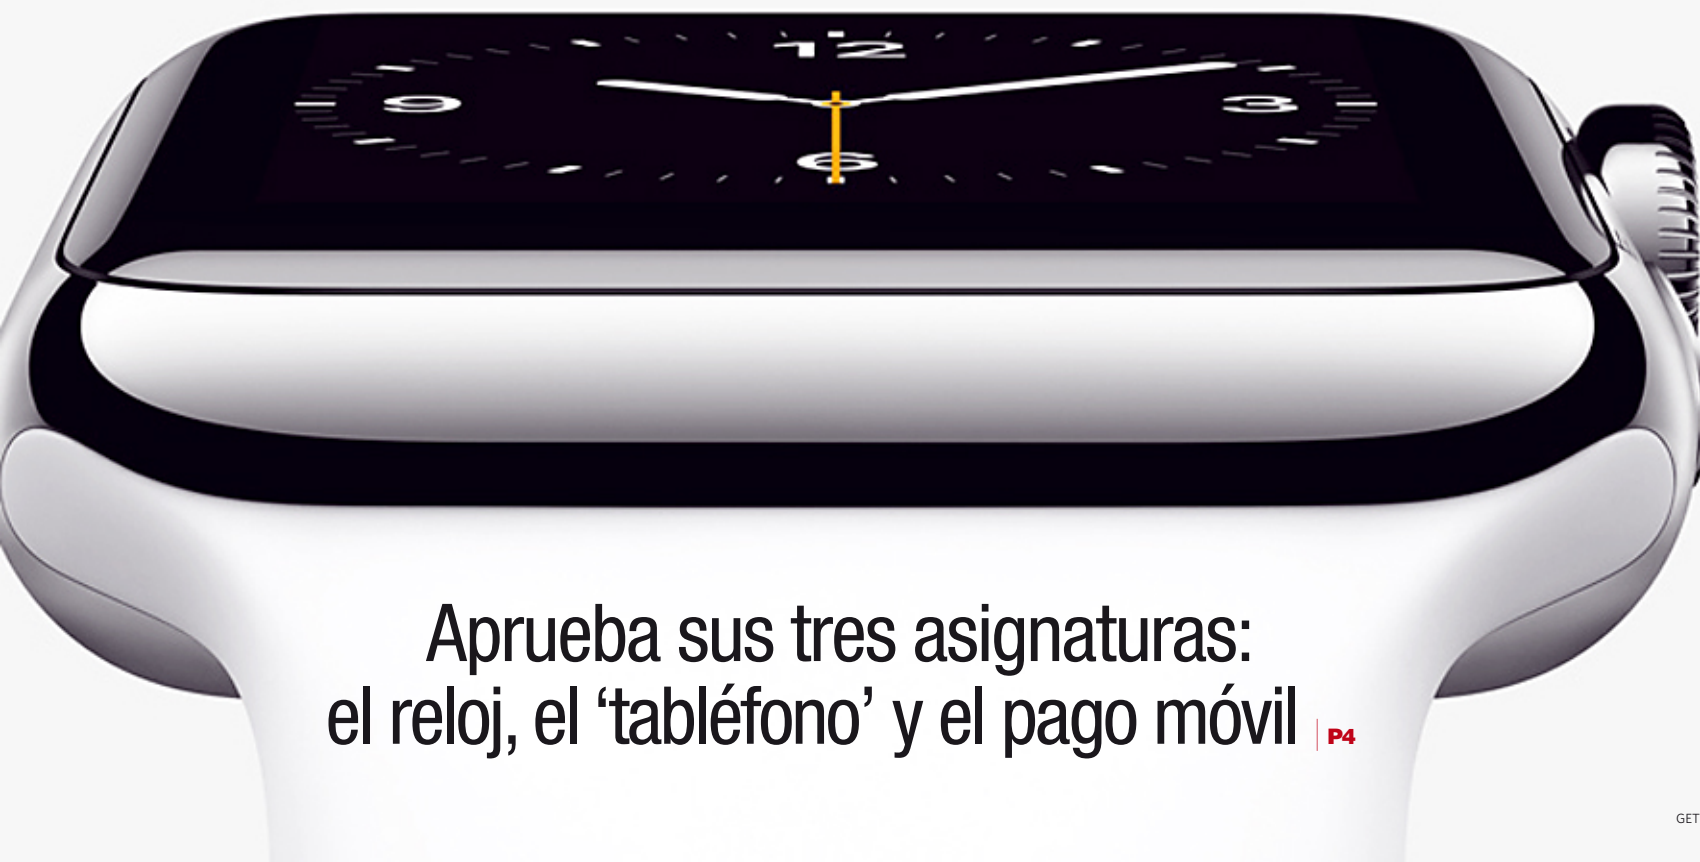 12
9
3
6
Aprueba sus tres asignaturas:
el reloj, el ‘tabléfono’ y el pago móvil | P4
GET